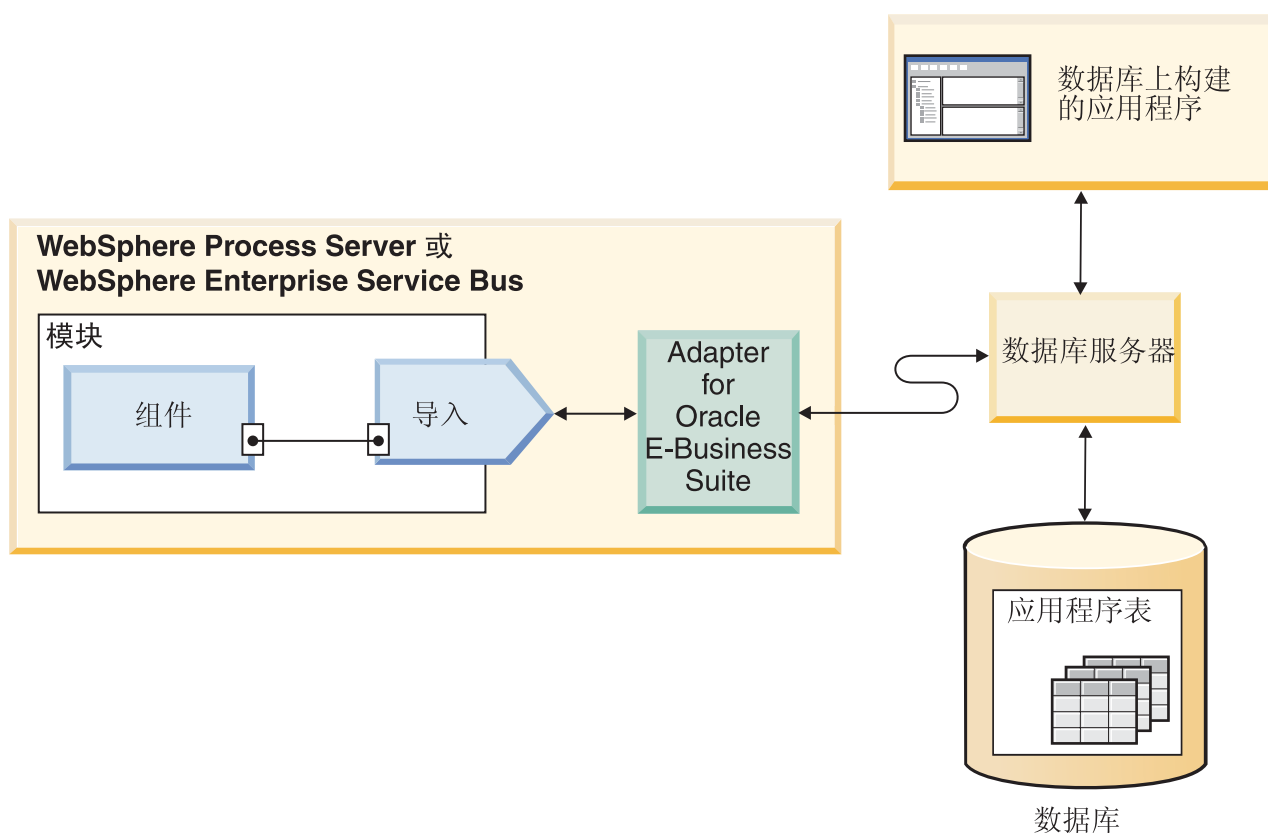 数据库上构建
的应用程序
WebSphere Process Server 或
WebSphere Enterprise Service Bus
模块
组件
导入
Adapter
for
Oracle
E-Business
Suite
数据库服务器
应用程序表
数据库